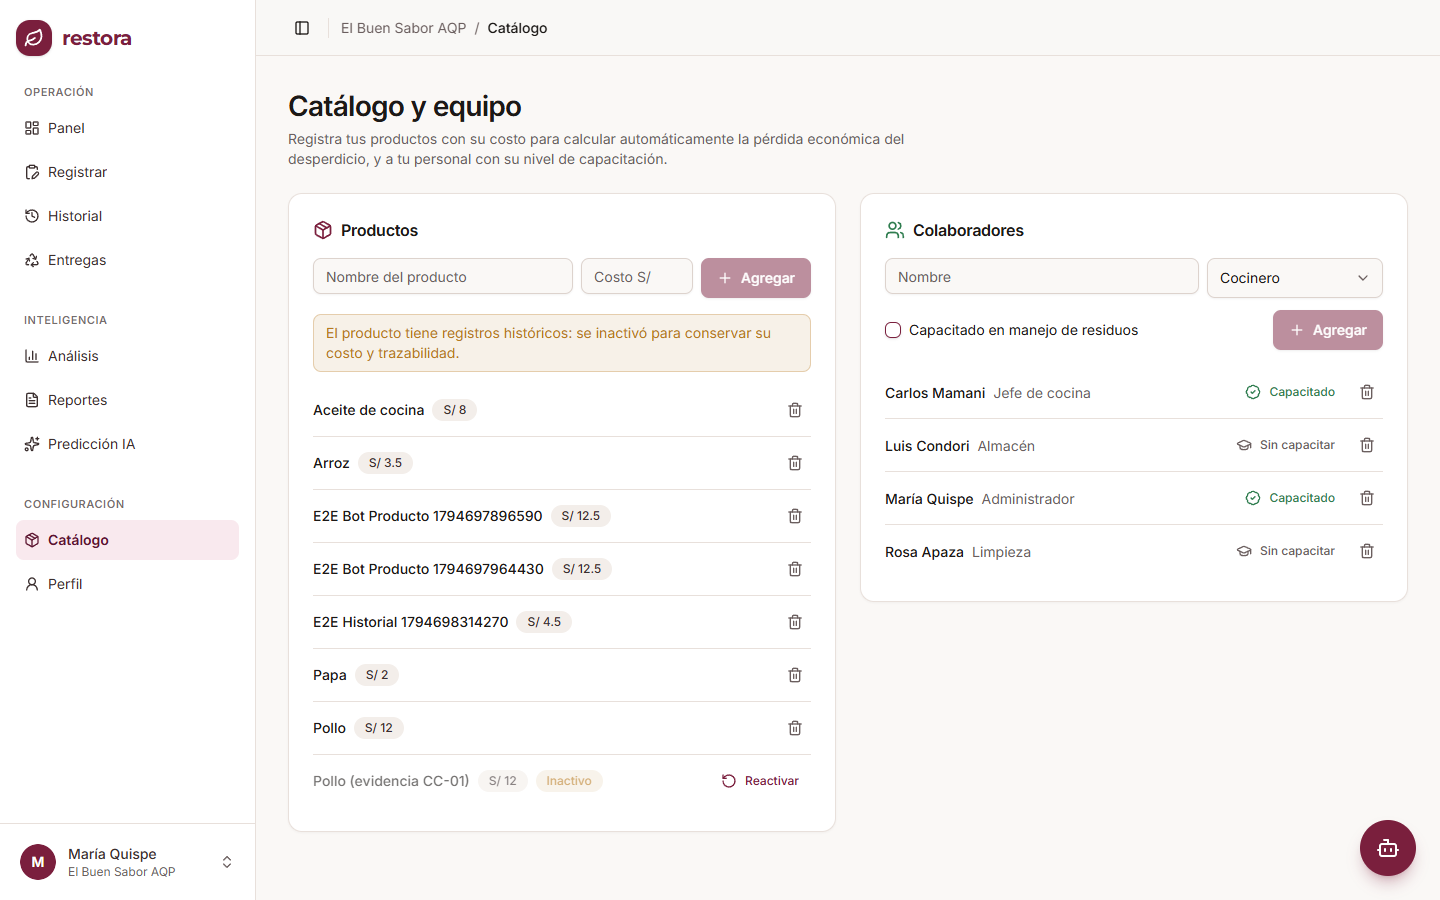 restora
OPERACIÓN
Panel
Registrar
Historial
Entregas
INTELIGENCIA
Análisis
Reportes
Predicción IA
CONFIGURACIÓN
Catálogo
Perfil
M
María Quispe
El Buen Sabor AQP
El Buen Sabor AQP / Catálogo
Catálogo y equipo
Registra tus productos con su costo para calcular automáticamente la pérdida económica del
desperdicio, y a tu personal con su nivel de capacitación.
Productos
Nombre del producto
Costo S/
Agregar
El producto tiene registros históricos: se inactivó para conservar su
costo y trazabilidad.
Aceite de cocina S/ 8
Arroz S/ 3.5
E2E Bot Producto 1794697896590 S/ 12.5
E2E Bot Producto 1794697964430 S/ 12.5
E2E Historial 1794698314270 S/ 4.5
Papa S/ 2
Pollo S/ 12
Pollo (evidencia CC-01) S/ 12 Inactivo Reactivar
Colaboradores
Nombre
Cocinero
Capacitado en manejo de residuos
Agregar
Carlos Mamani Jefe de cocina Capacitado
Luis Condori Almacén Sin capacitar
María Quispe Administrador Capacitado
Rosa Apaza Limpieza Sin capacitar